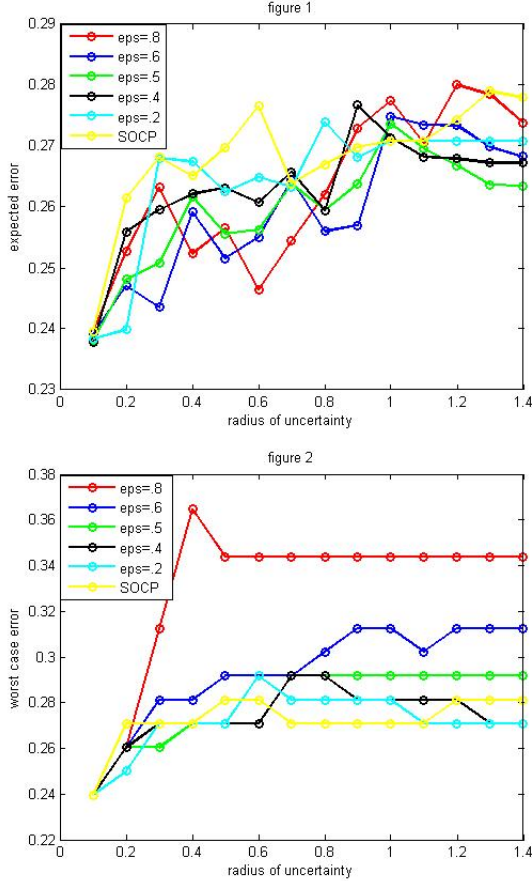 figure 1
0.29
0.28
0.27
0.26
0.25
0.24
0.23
expected error
eps=.8
eps=.6
eps=.5
eps=.4
eps=.2
SOCP
0 0.2 0.4 0.6 0.8 1 1.2 1.4
radius of uncertainty
figure 2
0.38
0.36
0.34
0.32
0.3
0.28
0.26
0.24
0.22
worst case error
eps=.8
eps=.6
eps=.5
eps=.4
eps=.2
SOCP
0 0.2 0.4 0.6 0.8 1 1.2 1.4
radius of uncertainty